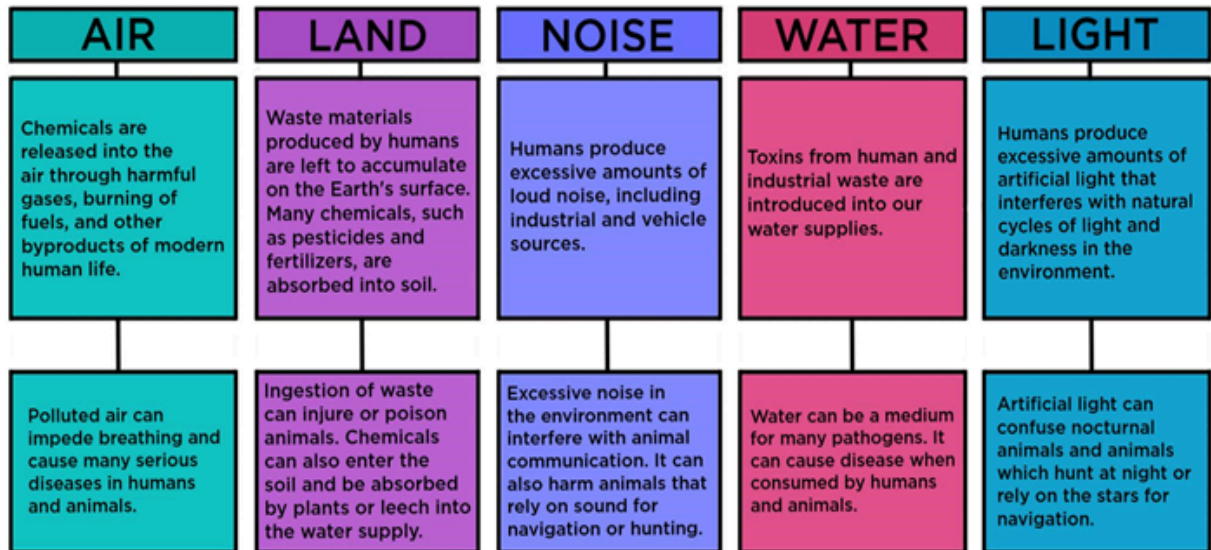 AIR
LAND
NOISE
WATER
LIGHT
Chemicals are
released into the
air through harmful
gases, burning of
fuels, and other
byproducts of modern
human life.
Waste materials
produced by humans
are left to accumulate
on the Earth's surface.
Many chemicals, such
as pesticides and
fertilizers, are
absorbed into soil.
Humans produce
excessive amounts of
loud noise, including
industrial and vehicle
sources.
Toxins from human and
industrial waste are
introduced into our
water supplies.
Humans produce
excessive amounts of
artificial light that
interferes with natural
cycles of light and
darkness in the
environment.
Polluted air can
impede breathing and
cause many serious
diseases in humans
and animals.
Ingestion of waste
can injure or poison
animals. Chemicals
can also enter the
soil and be absorbed
by plants or leech into
the water supply.
Excessive noise in
the environment can
interfere with animal
communication. It can
also harm animals that
rely on sound for
navigation or hunting.
Water can be a medium
for many pathogens. It
can cause disease when
consumed by humans
and animals.
Artificial light can
confuse nocturnal
animals and animals
which hunt at night or
rely on the stars for
navigation.